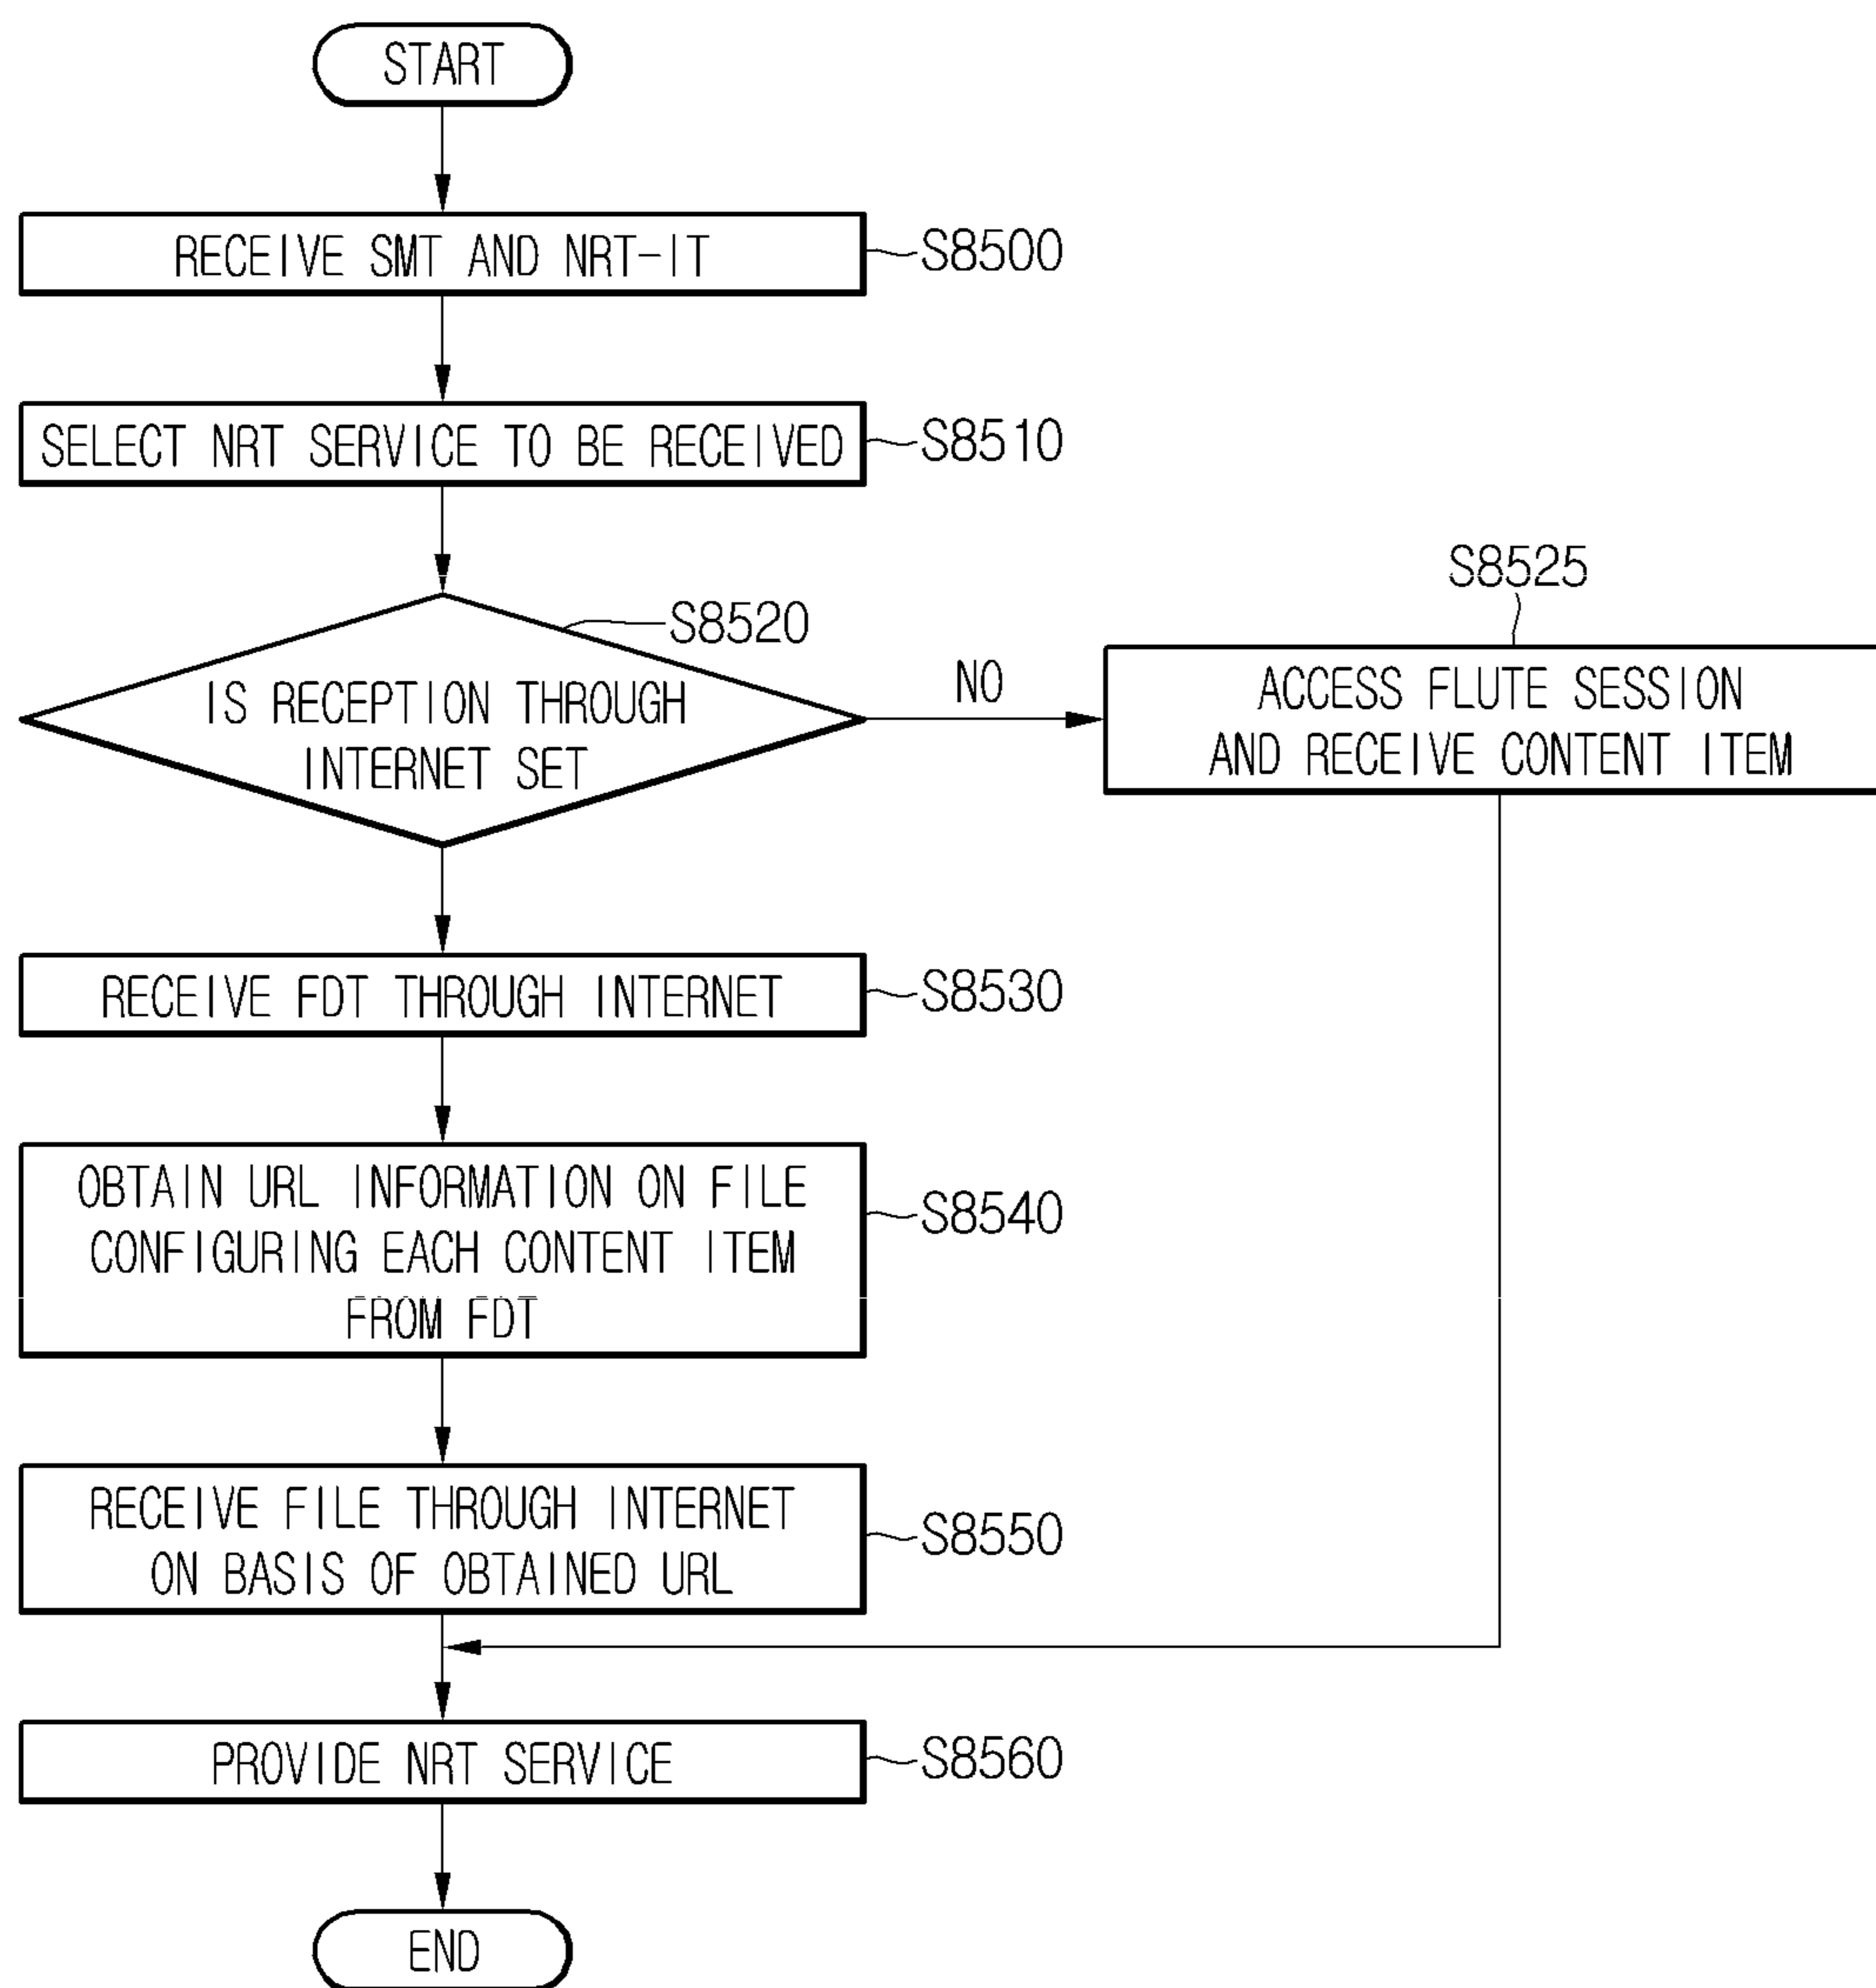 START
RECEIVE SMT AND NRT-IT
S8500
SELECT NRT SERVICE TO BE RECEIVED
S8510
S8520
IS RECEPTION THROUGH
INTERNET SET
NO
S8525
ACCESS FLUTE SESSION
AND RECEIVE CONTENT ITEM
RECEIVE FDT THROUGH INTERNET
S8530
OBTAIN URL INFORMATION ON FILE
CONFIGURING EACH CONTENT ITEM
FROM FDT
S8540
RECEIVE FILE THROUGH INTERNET
ON BASIS OF OBTAINED URL
S8550
PROVIDE NRT SERVICE
S8560
END